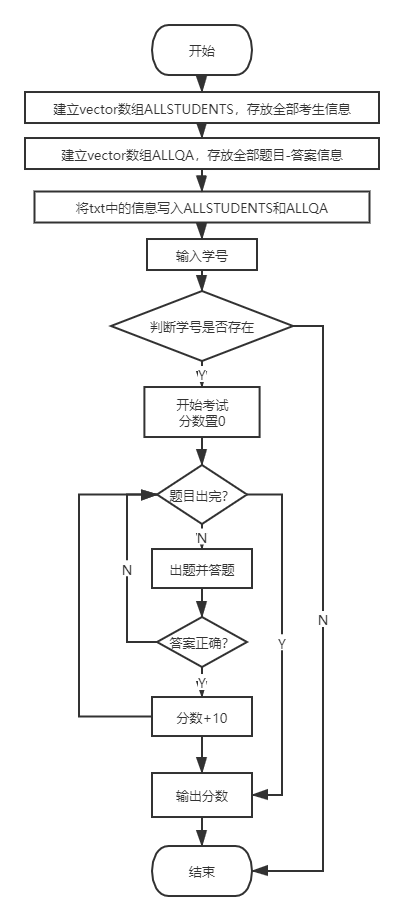 开始
建立vector数组ALLSTUDENTS，存放全部考生信息
建立vector数组ALLQA，存放全部题目-答案信息
将txt中的信息写入ALLSTUDENTS和ALLQA
输入学号
判断学号是否存在
Y
开始考试
分数置0
题目出完?
N
出题并答题
N
N
答案正确?
Y
Y
分数+10
输出分数
结束